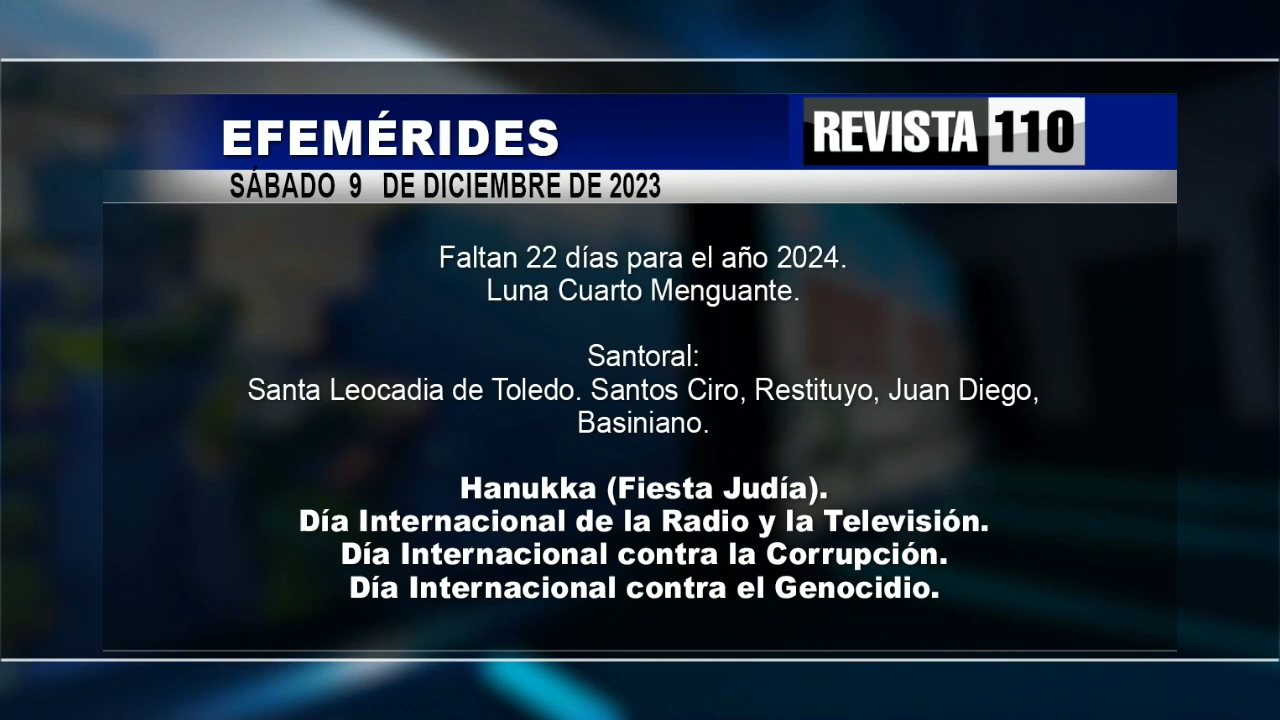 EFEMÉRIDES
REVISTA 110
SÁBADO 9 DE DICIEMBRE DE 2023
Faltan 22 días para el año 2024.
Luna Cuarto Menguante.
Santoral:
Santa Leocadia de Toledo. Santos Ciro, Restituyo, Juan Diego,
Basiniano.
Hanukka (Fiesta Judía).
Día Internacional de la Radio y la Televisión.
Día Internacional contra la Corrupción.
Día Internacional contra el Genocidio.